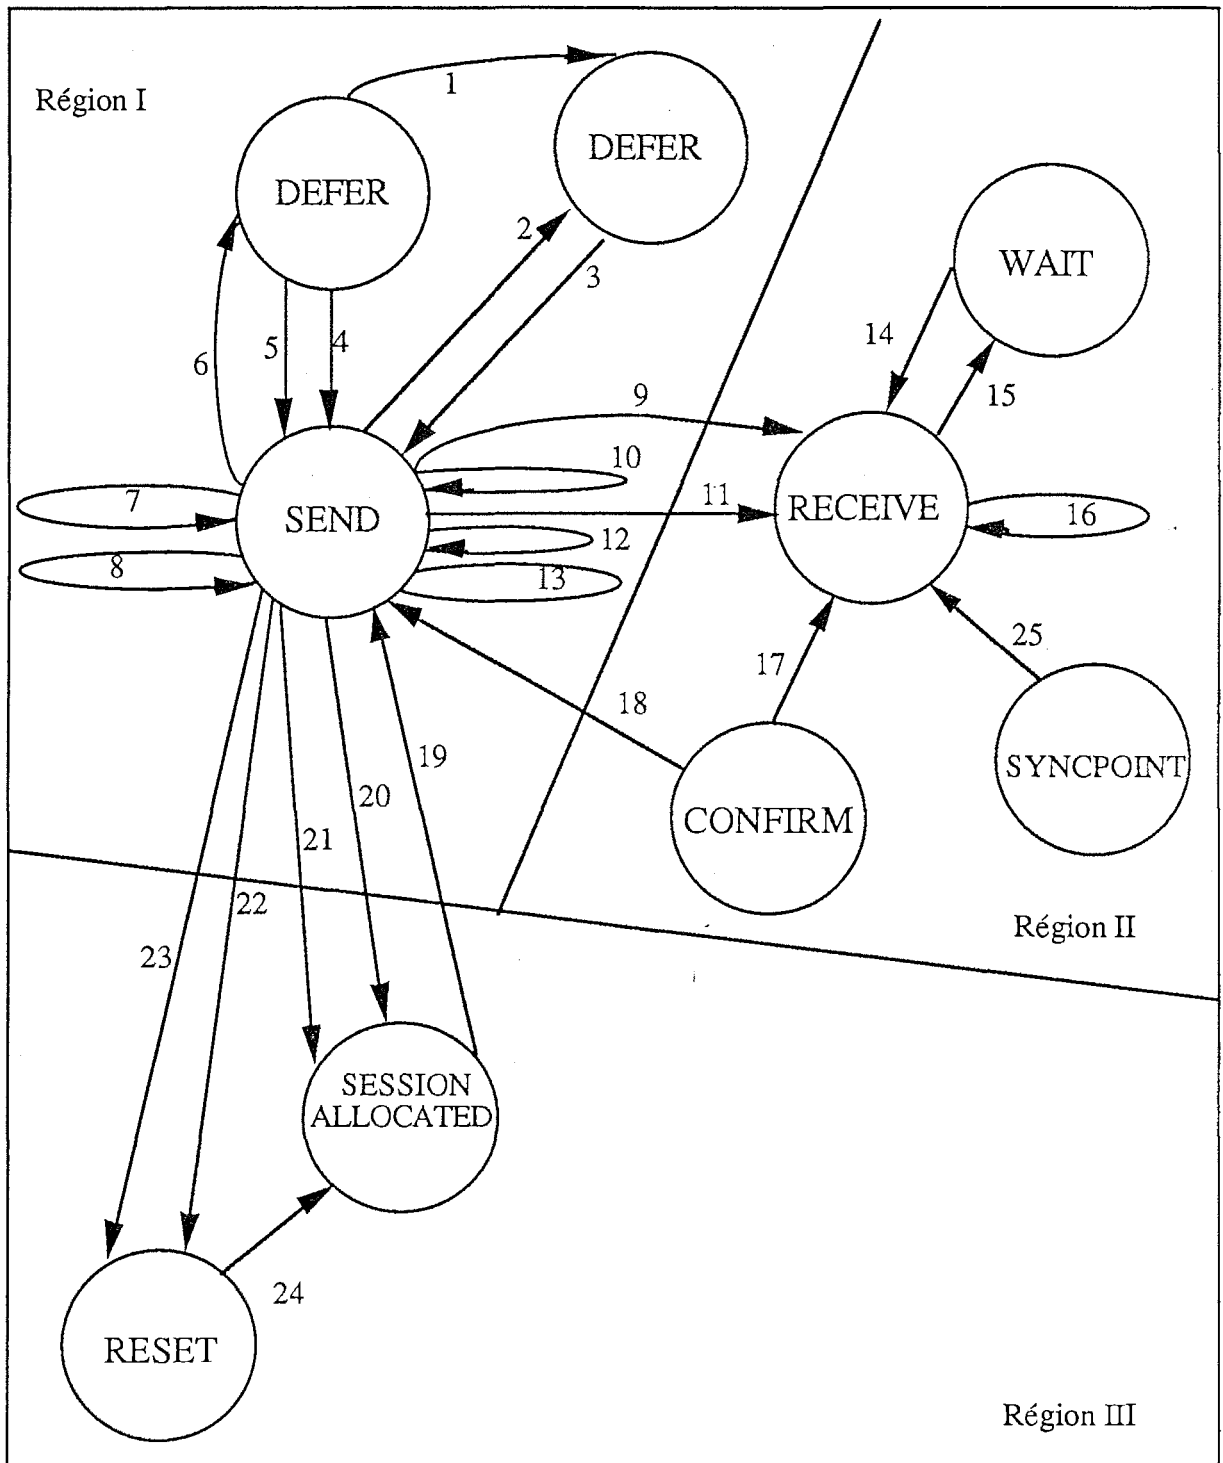 Région I
1
DEFER
DEFER
2
3
WAIT
6
5
4
14
15
9
10
7
SEND
11
RECEIVE
16
12
8
13
25
17
18
19
SYNCPOINT
20
CONFIRM
21
22
Région II
23
SESSION
ALLOCATED
24
RESET
Région III